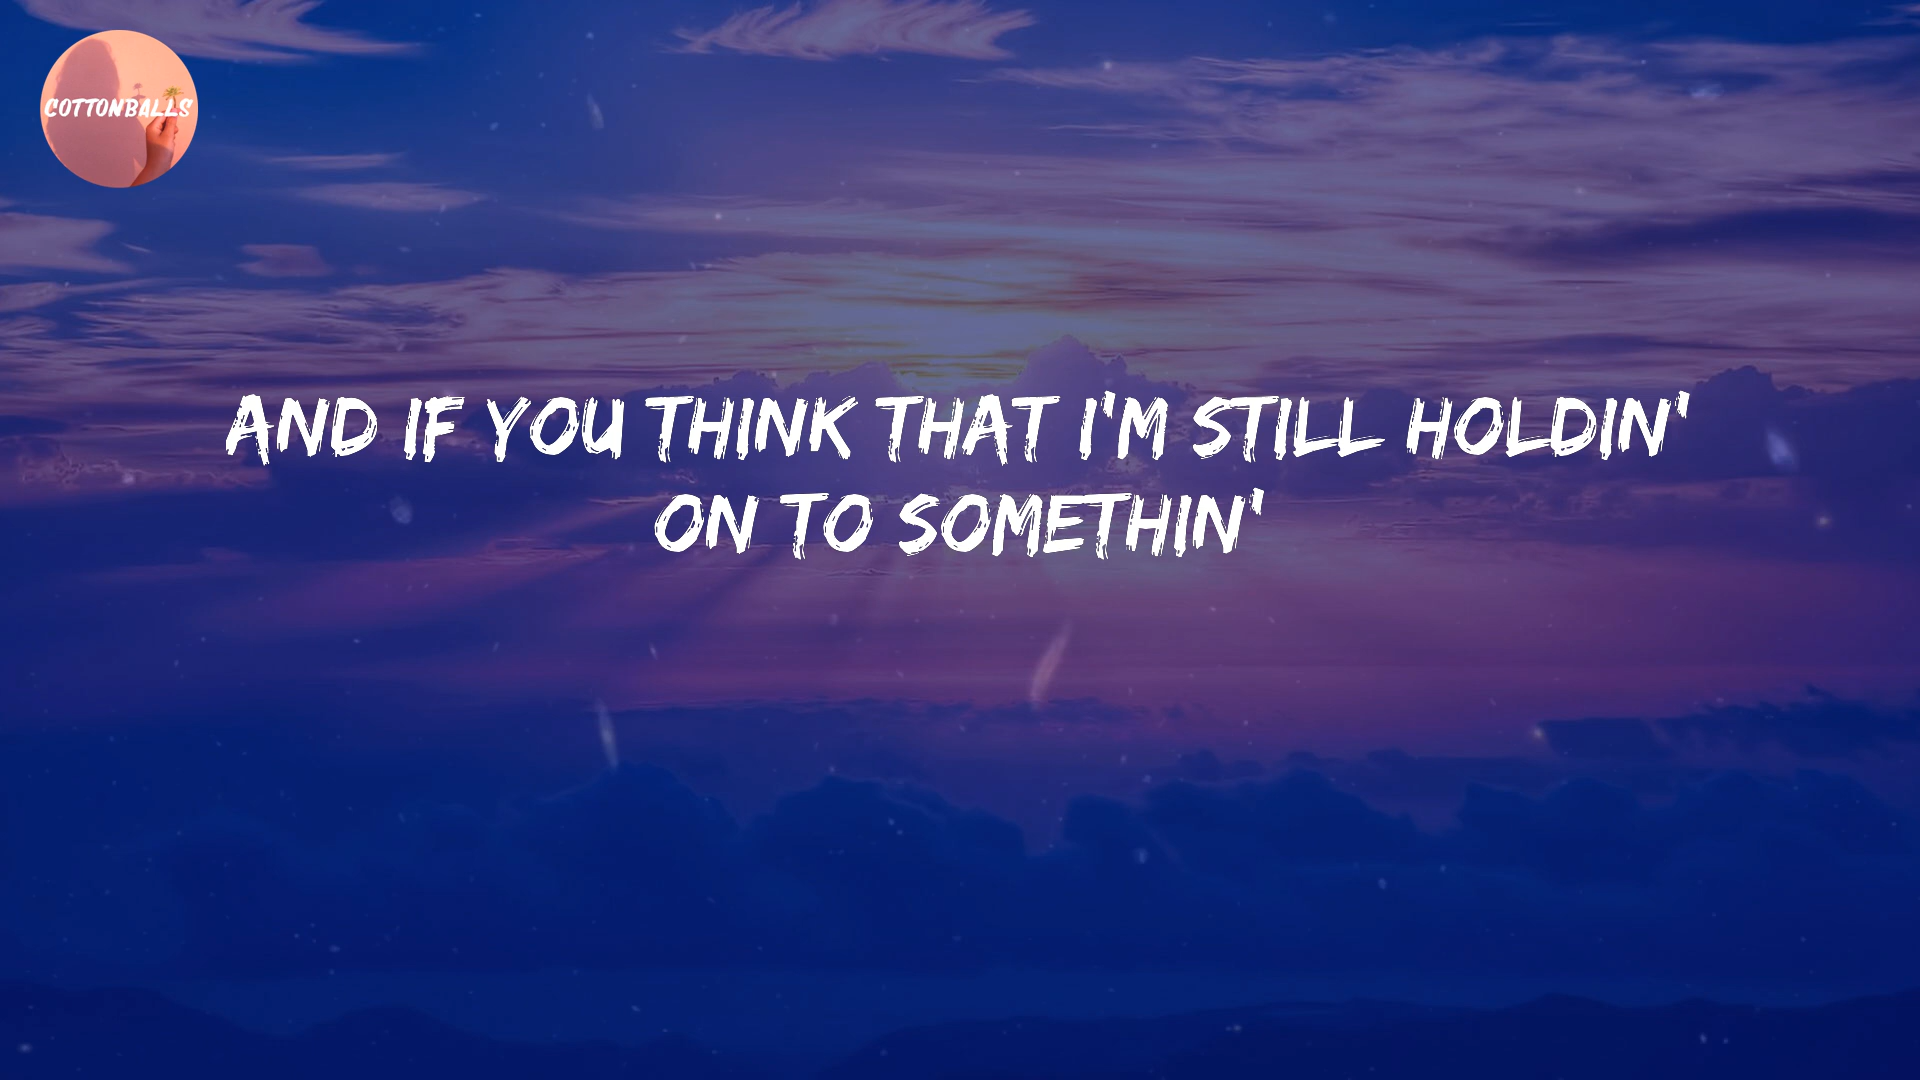 COTTONBALLS
AND IF YOU THINK THAT I'M STILL HOLDIN'
ON TO SOMETHIN'